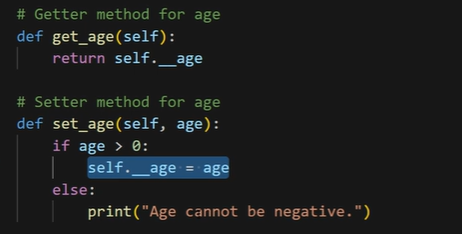 # Getter method for age
def get_age(self):
    return self.__age

# Setter method for age
def set_age(self, age):
    if age > 0:
        self.__age = age
    else:
        print("Age cannot be negative.")